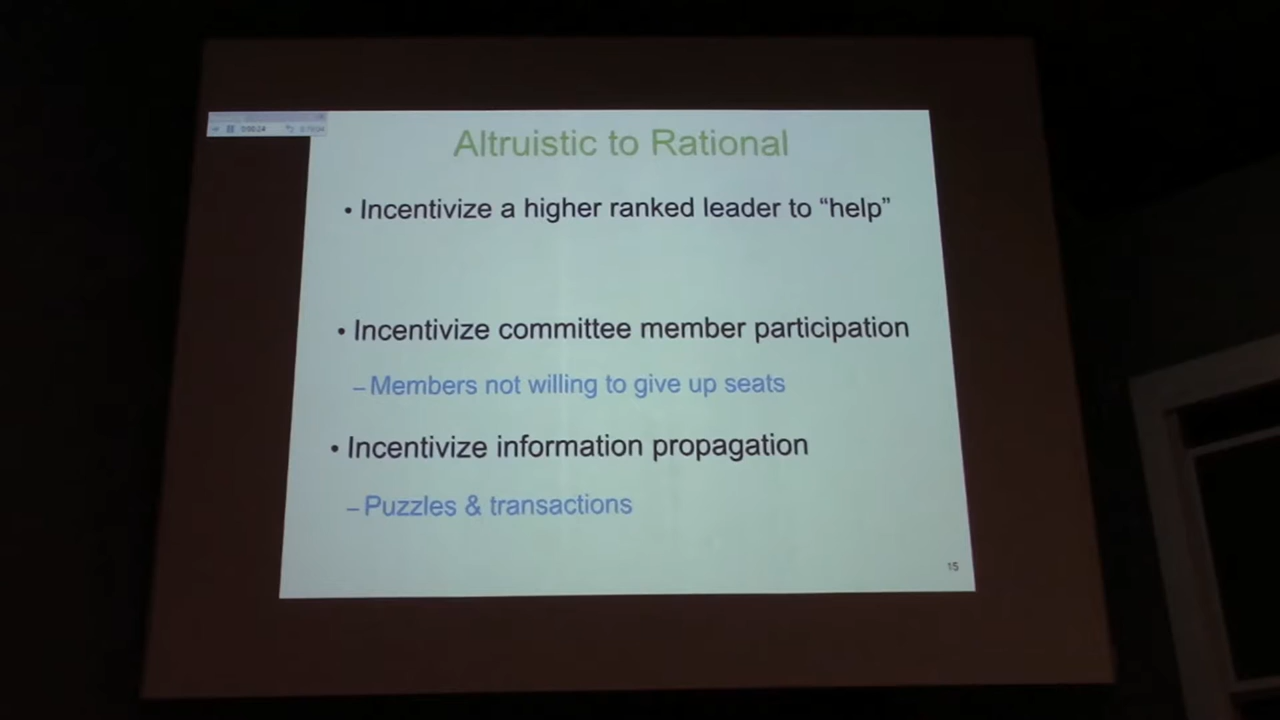 Altruistic to Rational
• Incentivize a higher ranked leader to “help”
• Incentivize committee member participation
– Members not willing to give up seats
• Incentivize information propagation
– Puzzles & transactions
15